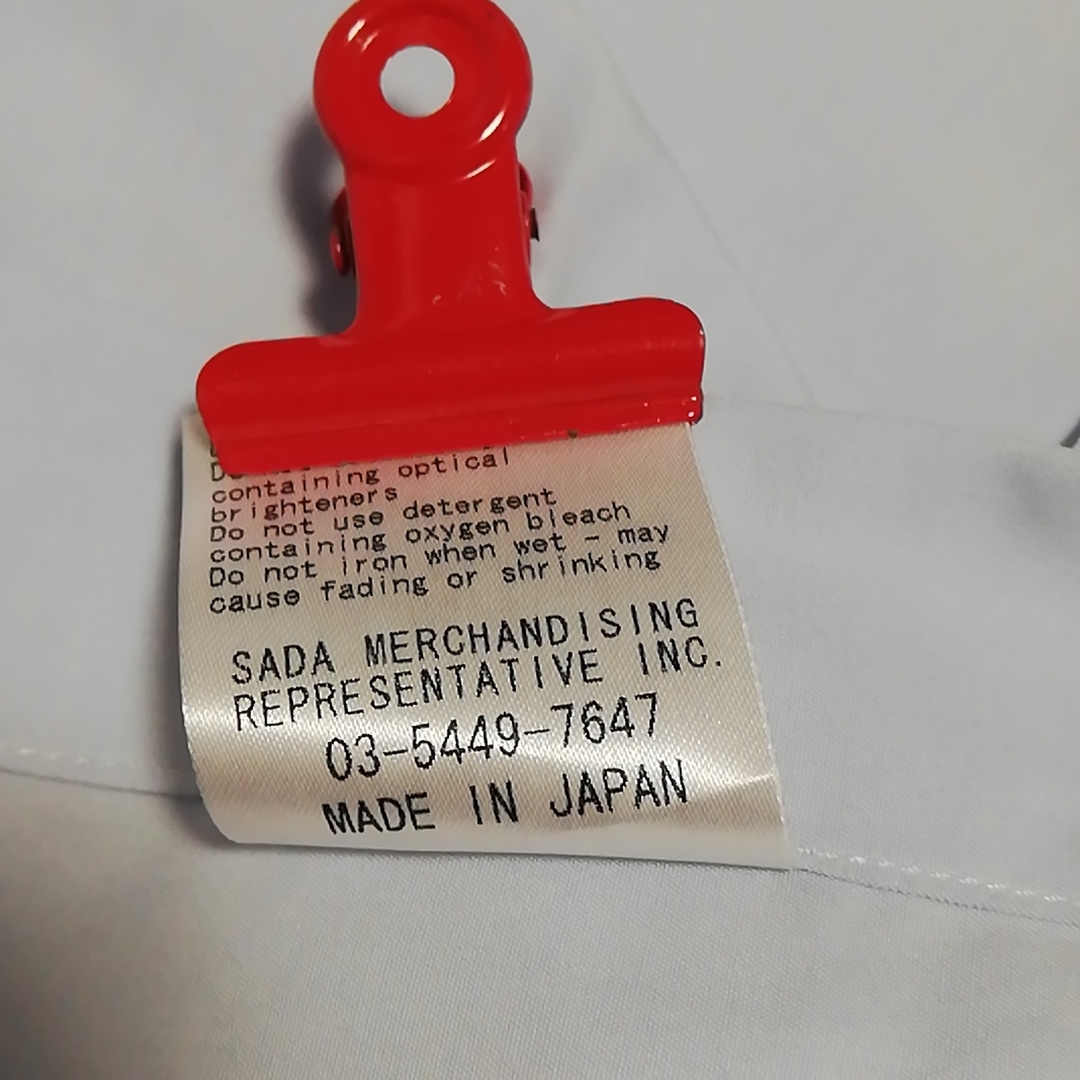 containing optical
brighteners
Do not use detergent
containing oxygen bleach
Do not iron when wet - may
cause fading or shrinking
SADA MERCHANDISING
REPRESENTATIVE INC.
03-5449-7647
MADE IN JAPAN